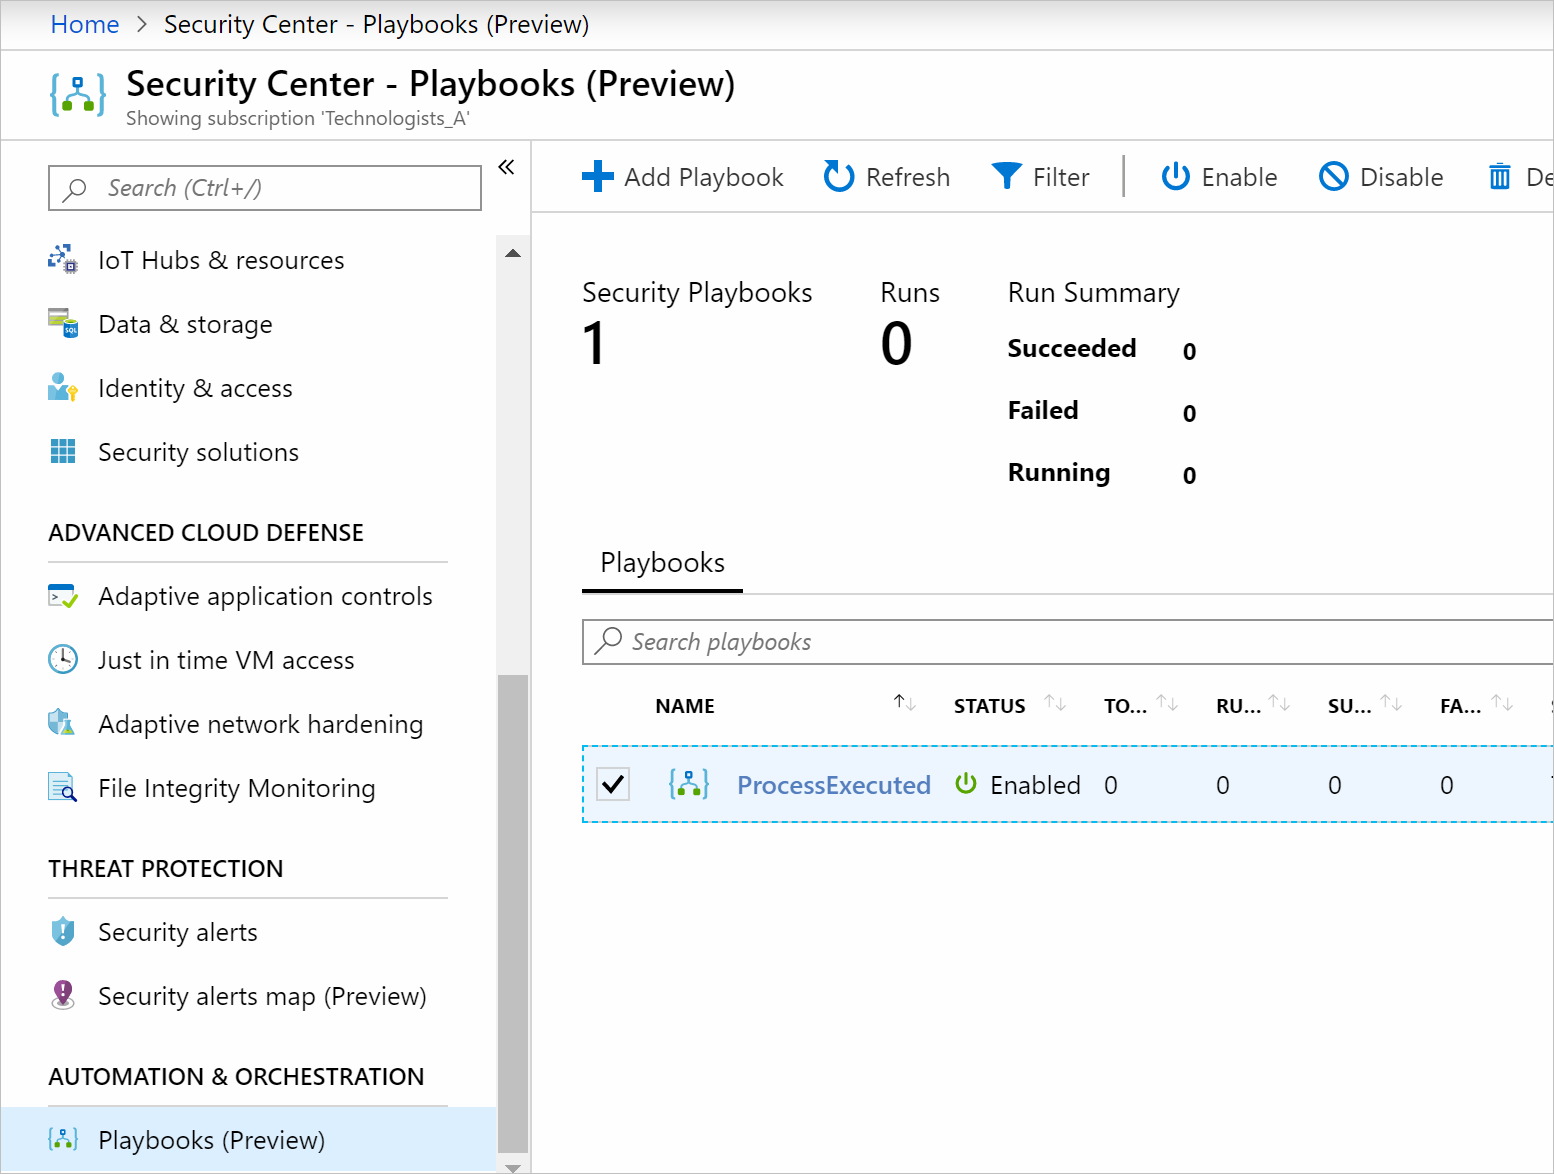 Home > Security Center - Playbooks (Preview)
Security Center - Playbooks (Preview)
Showing subscription 'Technologists_A'
Search (Ctrl+/)
«
IoT Hubs & resources
Data & storage
Identity & access
Security solutions
ADVANCED CLOUD DEFENSE
Adaptive application controls
Just in time VM access
Adaptive network hardening
File Integrity Monitoring
THREAT PROTECTION
Security alerts
Security alerts map (Preview)
AUTOMATION & ORCHESTRATION
Playbooks (Preview)
Add Playbook Refresh Filter Enable Disable De
Security Playbooks Runs Run Summary
1 0
Succeeded 0
Failed 0
Running 0
Playbooks
Search playbooks
NAME STATUS TO... RU... SU... FA...
ProcessExecuted Enabled 0 0 0 0